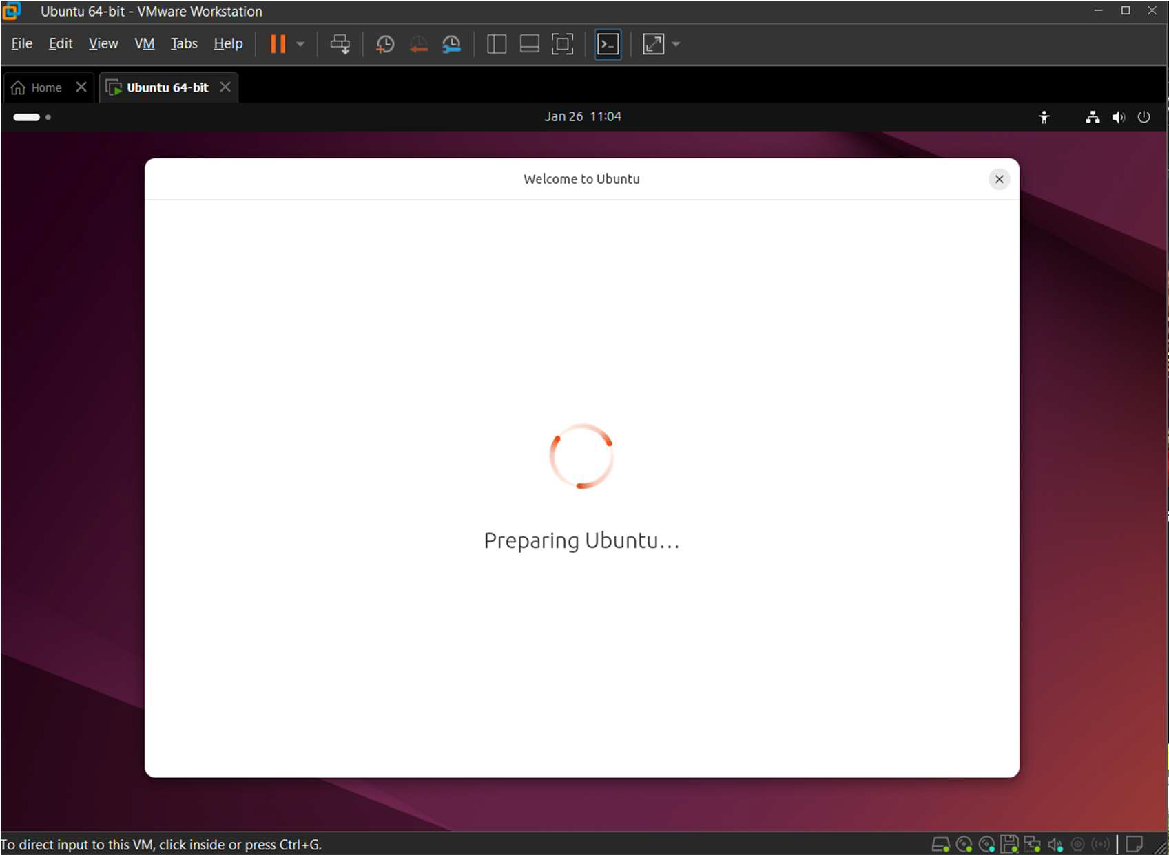 Ubuntu 64-bit - VMware Workstation
File Edit View VM Tabs Help
Home Ubuntu 64-bit
Jan 26 11:04
Welcome to Ubuntu
Preparing Ubuntu...
To direct input to this VM, click inside or press Ctrl+G.